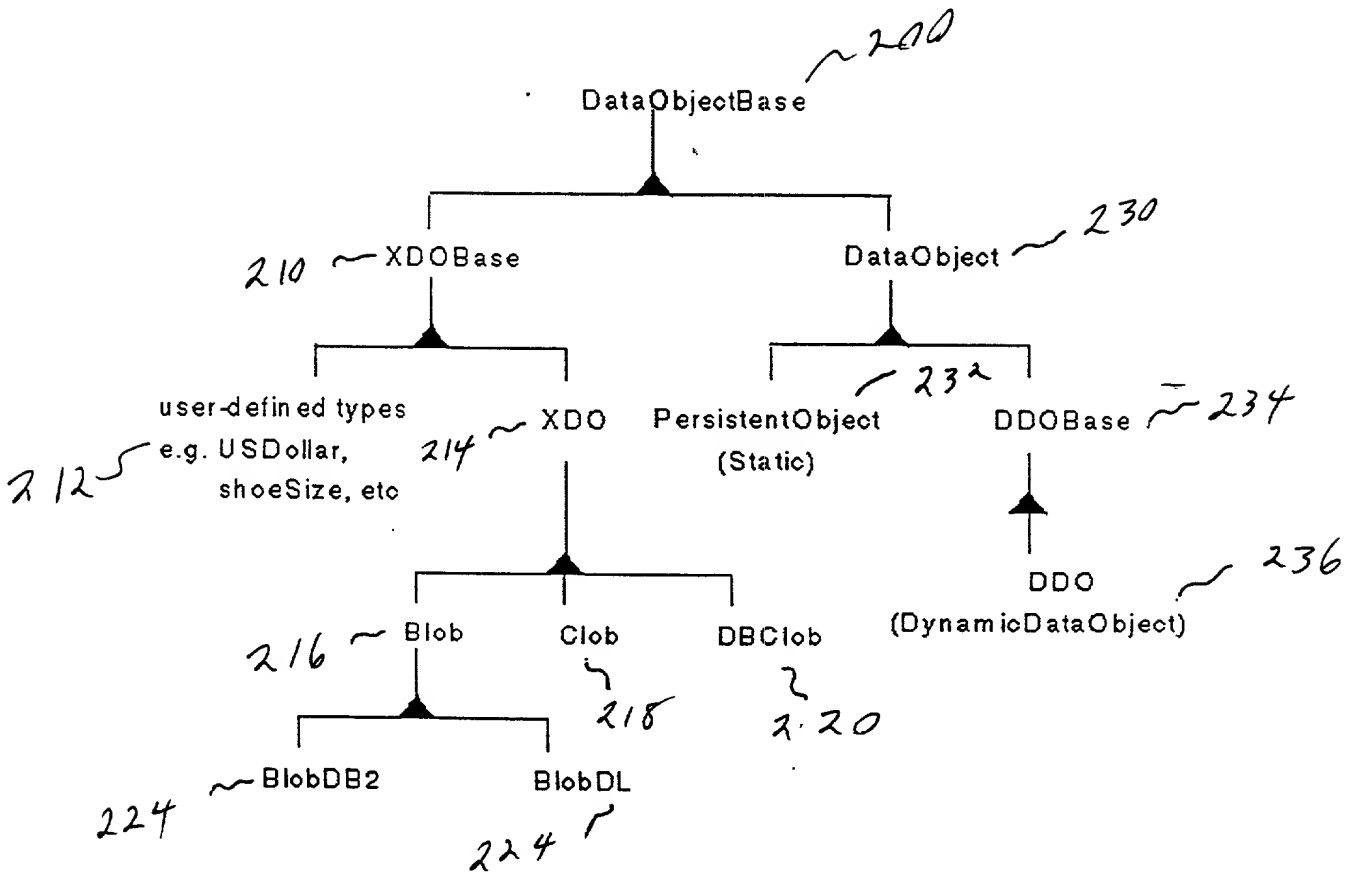 200
DataObjectBase
230
210 XDOBase
DataObject
232
user-defined types
e.g. USDollar,
shoeSize, etc
212
214 XDO
PersistentObject
(Static)
DDOBase 234
236
DDO
(DynamicDataObject)
216 Blob
Clob
DBClob
218
220
BlobDB2
BlobDL
224
224